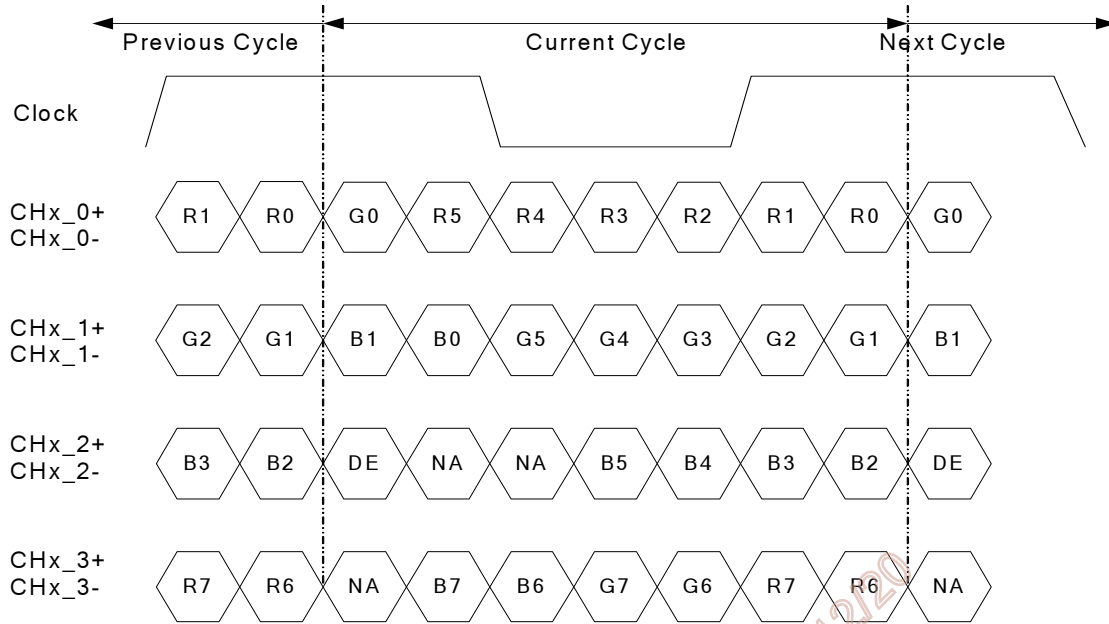 Previous Cycle Current Cycle Next Cycle
Clock
CHx_0+
CHx_0-
R1 R0 G0 R5 R4 R3 R2 R1 R0 G0
CHx_1+
CHx_1-
G2 G1 B1 B0 G5 G4 G3 G2 G1 B1
CHx_2+
CHx_2-
B3 B2 DE NA NA B5 B4 B3 B2 DE
CHx_3+
CHx_3-
R7 R6 NA B7 B6 G7 G6 R7 R6 NA